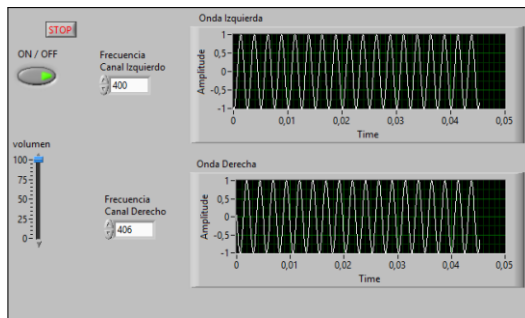 STOP
ON / OFF
Frecuencia
Canal Izquierdo
400
Onda Izquierda
Amplitude
1
0,5
0
-0,5
-1
0 0,01 0,02 0,03 0,04 0,05
Time
volumen
100
75
50
25
0
Frecuencia
Canal Derecho
406
Onda Derecha
Amplitude
1
0,5
0
-0,5
-1
0 0,01 0,02 0,03 0,04 0,05
Time